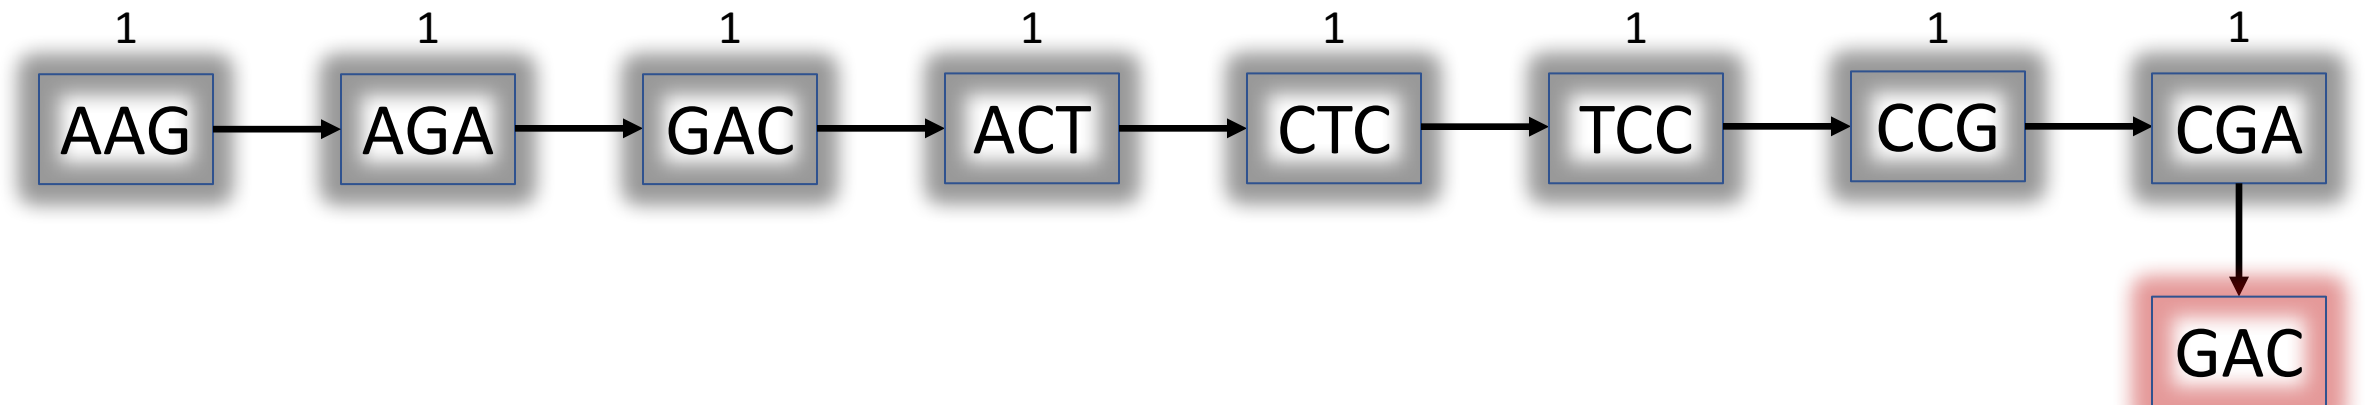 1 1 1 1 1 1 1 1
AAG AGA GAC ACT CTC TCC CCG CGA
GAC